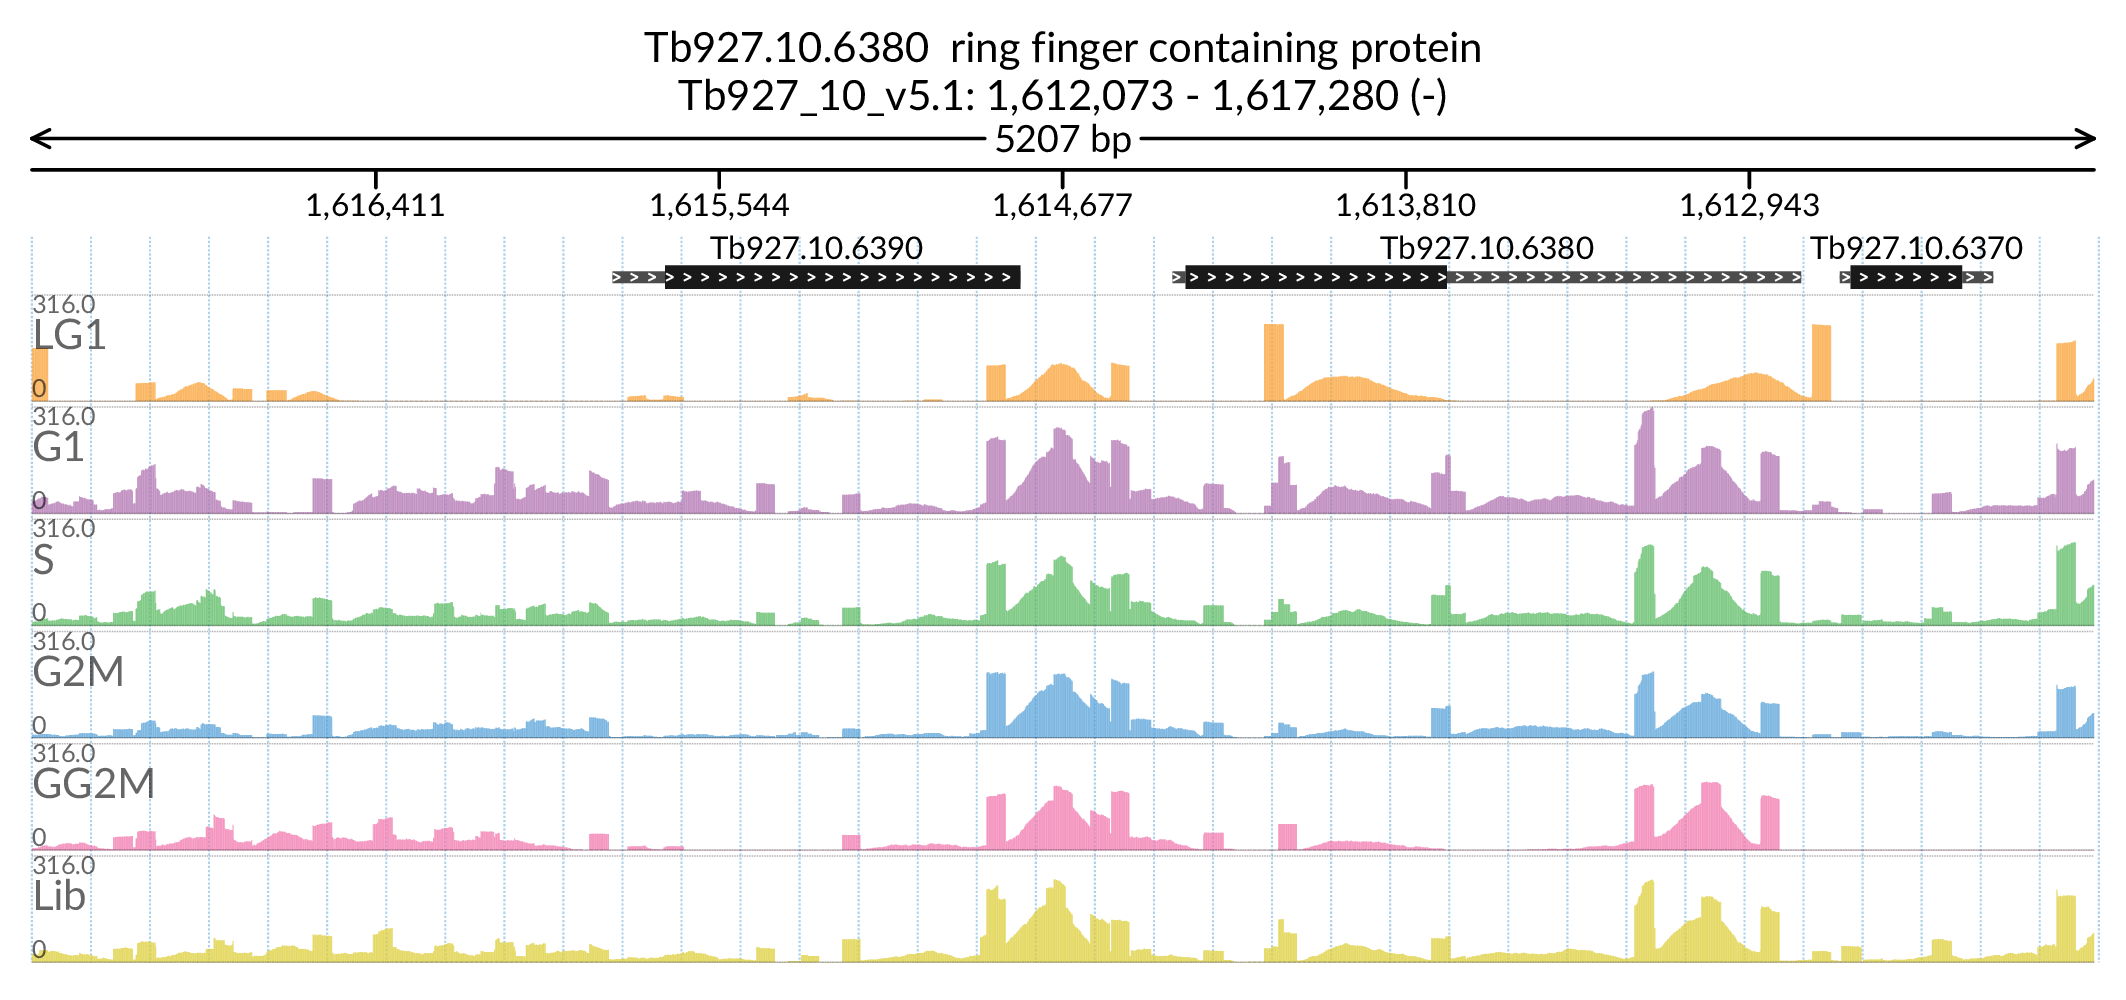 Tb927.10.6380  ring finger containing protein
Tb927_10_v5.1: 1,612,073 - 1,617,280 (-)
5207 bp
1,616,411 1,615,544 1,614,677 1,613,810 1,612,943
Tb927.10.6390 Tb927.10.6380 Tb927.10.6370
316.0
LG1
0
316.0
G1
0
316.0
S
0
316.0
G2M
0
316.0
GG2M
0
316.0
Lib
0